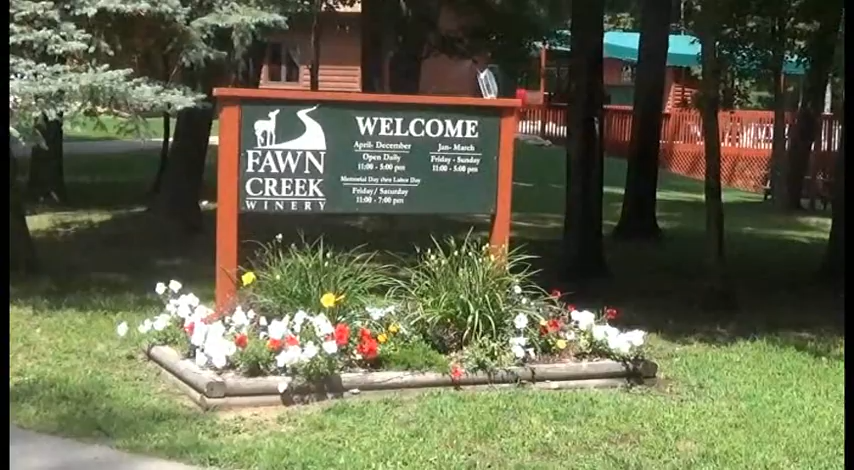 FAWN
CREEK
WINERY
WELCOME
April- December
Open Daily
11:00 - 5:00 pm
Memorial Day thru Labor Day
Friday/ Saturday
11:00 - 7:00 pm
Jan- March
Friday - Sunday
11:00 - 5:00 pm